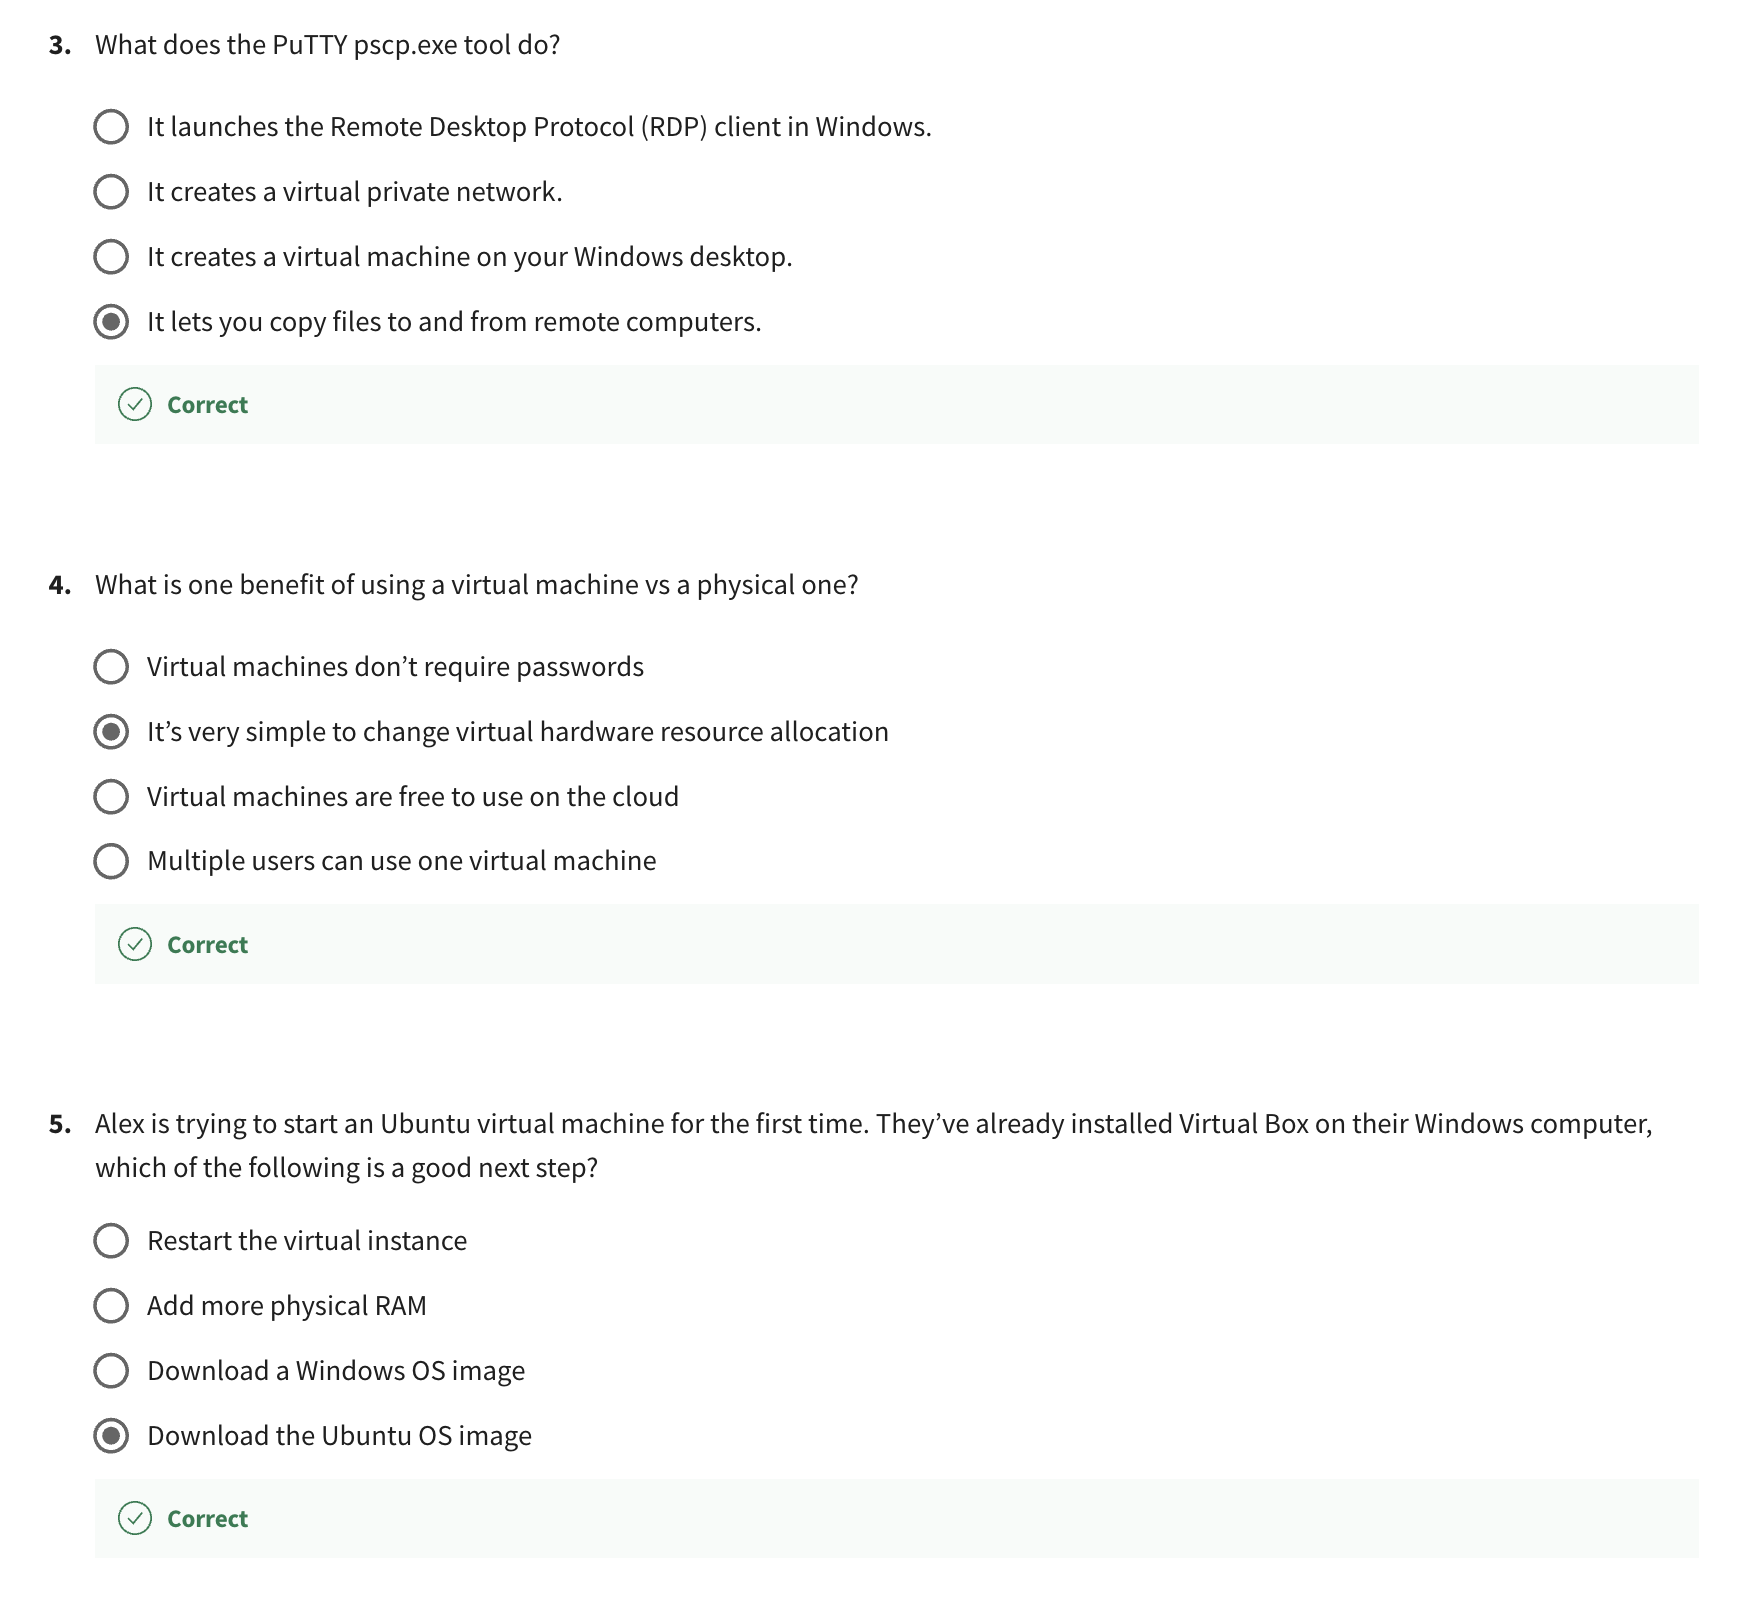 3. What does the PuTTY pscp.exe tool do?
It launches the Remote Desktop Protocol (RDP) client in Windows.
It creates a virtual private network.
It creates a virtual machine on your Windows desktop.
It lets you copy files to and from remote computers.
Correct
4. What is one benefit of using a virtual machine vs a physical one?
Virtual machines don’t require passwords
It’s very simple to change virtual hardware resource allocation
Virtual machines are free to use on the cloud
Multiple users can use one virtual machine
Correct
5. Alex is trying to start an Ubuntu virtual machine for the first time. They’ve already installed Virtual Box on their Windows computer,
which of the following is a good next step?
Restart the virtual instance
Add more physical RAM
Download a Windows OS image
Download the Ubuntu OS image
Correct